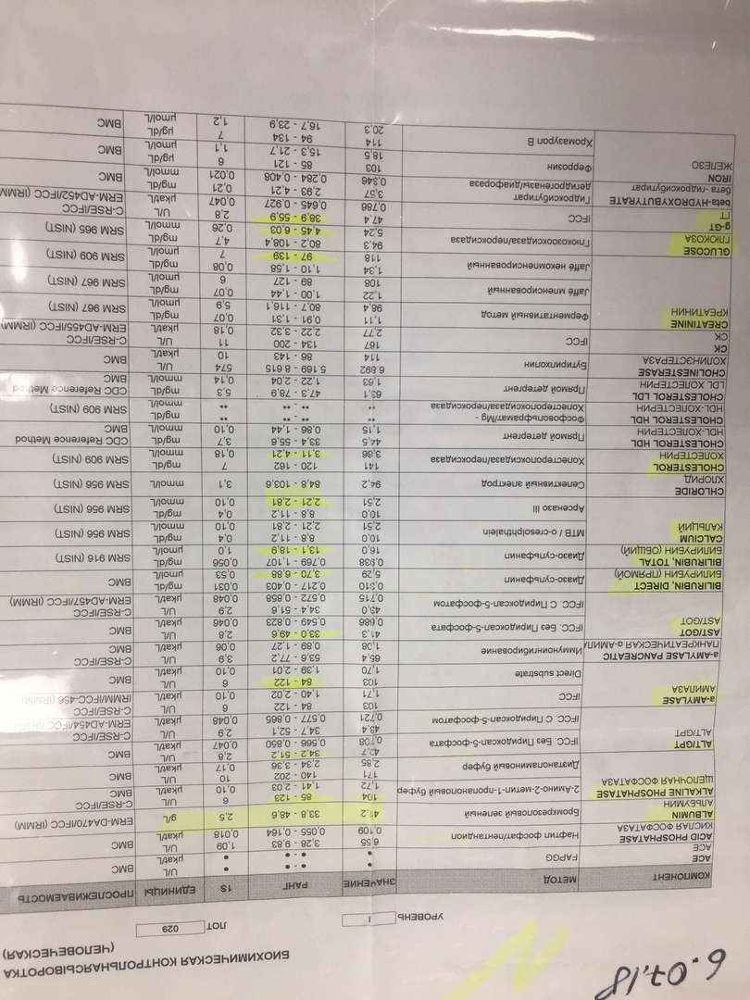 6.07.18
БИОХИМИЧЕСКАЯ КОНТРОЛЬНАЯ СЫВОРОТКА
(ЧЕЛОВЕЧЕСКАЯ)
УРОВЕНЬ I ЛОТ 029
КОМПОНЕНТ МЕТОД ЗНАЧЕНИЕ РАНГ 1S ЕДИНИЦЫ ПРОСЛЕЖИВАЕМОСТЬ
ACE FAPGG • • - • • U/L BMC
ACE • • - • • µkat/L
ACID PHOSPHATASE Нафтил фосфат/пентандиол 6,55 3,28 - 9,83 1,09 U/L BMC
КИСЛАЯ ФОСФАТАЗА 0,109 0,055 - 0,164 0,018 µkat/L
ALBUMIN Бромкрезоловый зеленый 41,2 33,8 - 48,6 2,5 g/L ERM-DA470/IFCC (IRMM)
АЛЬБУМИН
ALKALINE PHOSPHATASE 2-Амино-2-метил-1-пропаноловый буфер 104 85 - 123 6 U/L C-RSE/IFCC
ЩЕЛОЧНАЯ ФОСФАТАЗА 1,72 1,41 - 2,03 0,10 µkat/L BMC
Диэтаноламиновый буфер 171 140 - 202 10 U/L BMC
2,85 2,34 - 3,36 0,17 µkat/L
ALT/GPT IFCC. Без Пиридоксал-5-фосфата 42,7 34,2 - 51,2 2,8 U/L BMC
ALT/GPT 0,708 0,566 - 0,850 0,047 µkat/L
IFCC. С Пиридоксал-5-фосфатом 43,4 34,7 - 52,1 2,9 U/L C-RSE/IFCC
0,721 0,577 - 0,865 0,048 µkat/L ERM-AD454/IFCC (IRMM)
a-AMYLASE IFCC 103 84 - 122 6 U/L C-RSE/IFCC
АМИЛАЗА 1,71 1,40 - 2,02 0,10 µkat/L IRMM/IFCC-456 (IRMM)
Direct substrate 103 84 - 122 6 U/L BMC
1,70 1,39 - 2,01 0,10 µkat/L
a-AMYLASE PANCREATIC Иммуноингибирование 65,4 53,6 - 77,2 3,9 U/L C-RSE/IFCC
ПАНКРЕАТИЧЕСКАЯ α-АМИЛ 1,08 0,89 - 1,27 0,06 µkat/L
AST/GOT IFCC. Без Пиридоксал-5-фосфата 41,3 33,0 - 49,6 2,8 U/L BMC
AST/GOT 0,686 0,549 - 0,823 0,046 µkat/L
IFCC. С Пиридоксал-5-фосфатом 43,0 34,4 - 51,6 2,9 U/L C-RSE/IFCC
0,715 0,572 - 0,858 0,048 µkat/L ERM-AD457/IFCC (IRMM)
BILIRUBIN, DIRECT Диазо-сульфанил 0,310 0,217 - 0,403 0,031 mg/dL BMC
БИЛИРУБИН (ПРЯМОЙ) 5,29 3,70 - 6,88 0,53 µmol/L
BILIRUBIN, TOTAL Диазо-сульфанил 0,938 0,769 - 1,107 0,056 mg/dL SRM 916 (NIST)
БИЛИРУБИН (ОБЩИЙ) 16,0 13,1 - 18,9 1,0 µmol/L
CALCIUM MTB / o-cresolphthalein 10,0 8,8 - 11,2 0,4 mg/dL SRM 956 (NIST)
КАЛЬЦИЙ 2,51 2,21 - 2,81 0,10 mmol/L
Арсеназо III 10,0 8,8 - 11,2 0,4 mg/dL SRM 956 (NIST)
2,51 2,21 - 2,81 0,10 mmol/L
CHLORIDE Селективный электрод 94,2 84,8 - 103,6 3,1 mmol/L SRM 956 (NIST)
ХЛОРИД
CHOLESTEROL Холестеролоксидаза/пероксидаза 141 120 - 162 7 mg/dL SRM 909 (NIST)
ХОЛЕСТЕРИН 3,66 3,11 - 4,21 0,18 mmol/L
CHOLESTEROL HDL Прямой детергент 44,5 33,4 - 55,6 3,7 mg/dL CDC Reference Method
HDL-ХОЛЕСТЕРИН 1,15 0,86 - 1,44 0,10 mmol/L BMC
CHOLESTEROL HDL Фосфовольфрамат/Mg - ** ** - ** ** mg/dL SRM 909 (NIST)
HDL-ХОЛЕСТЕРИН Холестеролоксидаза/пероксидаза ** ** - ** ** mmol/L
CHOLESTEROL LDL Прямой детергент 63,1 47,3 - 78,9 5,3 mg/dL CDC Reference Method
LDL ХОЛЕСТЕРИН 1,63 1,22 - 2,04 0,14 mmol/L
CHOLINESTERASE Бутирилхолин 6.892 5.169 - 8.615 574 U/L BMC
ХОЛИНЭСТЕРАЗА 114 86 - 143 10 µkat/L
CK IFCC 167 134 - 200 11 U/L C-RSE/IFCC
СК 2,77 2,22 - 3,32 0,18 µkat/L ERM-AD455/IFCC (IRMM)
CREATININE Ферментативный метод 1,11 0,91 - 1,31 0,07 mg/dL SRM 967 (NIST)
КРЕАТИНИН 98,4 80,7 - 116,1 5,9 µmol/L
Jaffé компенсированный 1,22 1,00 - 1,44 0,07 mg/dL SRM 967 (NIST)
108 89 - 127 6 µmol/L
Jaffé некомпенсированный 1,34 1,10 - 1,58 0,08 mg/dL SRM 909 (NIST)
118 97 - 139 7 µmol/L
GLUCOSE Глюкозооксидаза/пероксидаза 94,3 80,2 - 108,4 4,7 mg/dL SRM 965 (NIST)
ГЛЮКОЗА 5,24 4,45 - 6,03 0,26 mmol/L
g-GT IFCC 47,4 38,9 - 55,9 2,8 U/L C-RSE/IFCC
ГТ 0,786 0,645 - 0,927 0,047 µkat/L ERM-AD452/IFCC (IRMM)
beta-HYDROXYBUTYRATE Гидроксибутират 3,57 2,93 - 4,21 0,21 mg/dL BMC
бета -гидроксибутират дегидрогеназы/диафораза 0,346 0,284 - 0,408 0,021 mmol/L
IRON Феррозин 103 85 - 121 6 µg/dL BMC
ЖЕЛЕЗО 18,5 15,3 - 21,7 1,1 µmol/L
Хромазурол B 114 94 - 134 7 µg/dL BMC
20,3 16,7 - 23,9 1,2 µmol/L